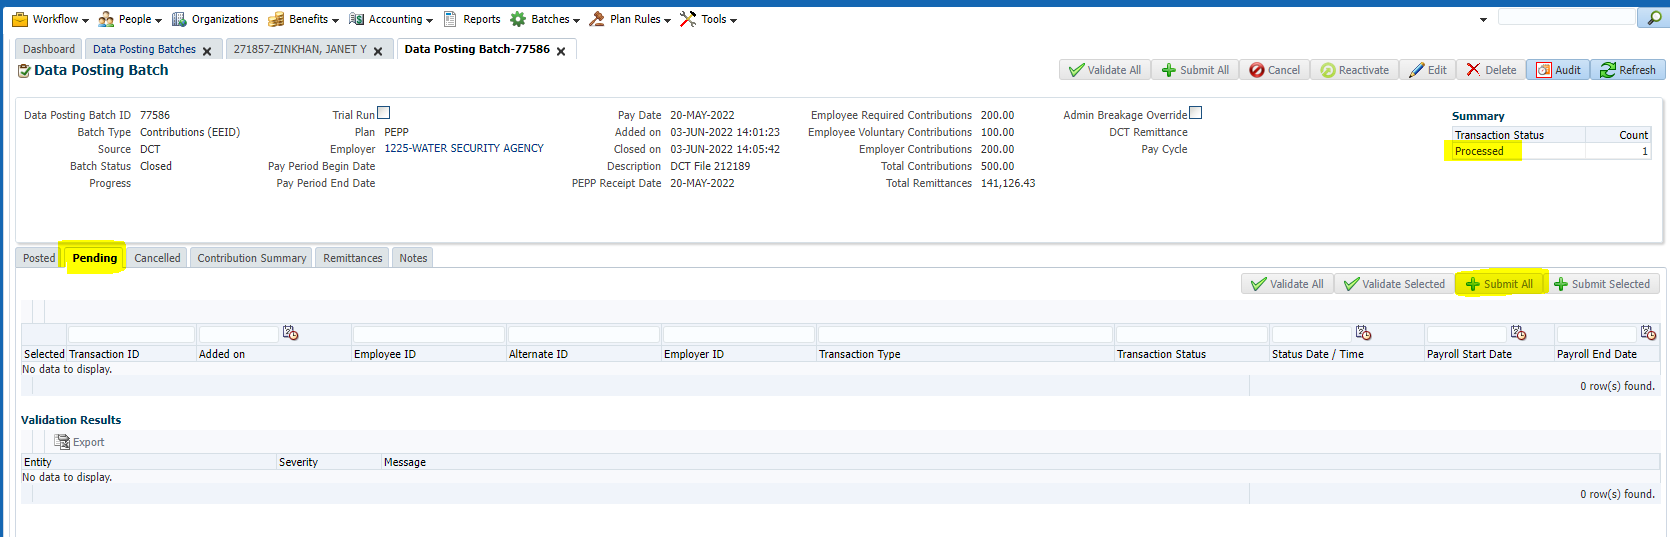 Workflow People Organizations Benefits Accounting Reports Batches Plan Rules Tools
Dashboard Data Posting Batches 271857-ZINKHAN, JANET Y Data Posting Batch-77586
Data Posting Batch
Validate All Submit All Cancel Reactivate Edit Delete Audit Refresh
Data Posting Batch ID 77586 Trial Run Pay Date 20-MAY-2022 Employee Required Contributions 200.00 Admin Breakage Override Summary
Batch Type Contributions (EEID) Plan PEPP Added on 03-JUN-2022 14:01:23 Employee Voluntary Contributions 100.00 DCT Remittance Transaction Status Count
Source DCT Employer 1225-WATER SECURITY AGENCY Closed on 03-JUN-2022 14:05:42 Employer Contributions 200.00 Pay Cycle Processed 1
Batch Status Closed Pay Period Begin Date Description DCT File 212189 Total Contributions 500.00
Progress Pay Period End Date PEPP Receipt Date 20-MAY-2022 Total Remittances 141,126.43
Posted Pending Cancelled Contribution Summary Remittances Notes
Validate All Validate Selected Submit All Submit Selected
Selected Transaction ID Added on Employee ID Alternate ID Employer ID Transaction Type Transaction Status Status Date / Time Payroll Start Date Payroll End Date
No data to display.
0 row(s) found.
Validation Results
Export
Entity Severity Message
No data to display.
0 row(s) found.